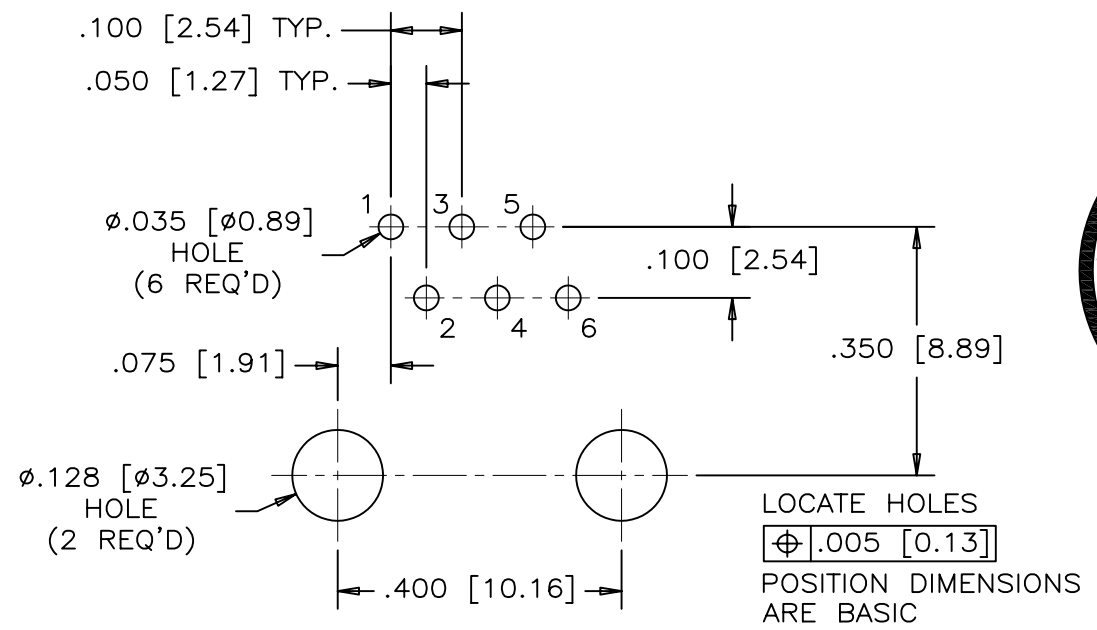 .100 [2.54] TYP.
.050 [1.27] TYP.
1
3
5
ø.035 [ø0.89]
HOLE
(6 REQ'D)
.100 [2.54]
2
4
6
.350 [8.89]
.075 [1.91]
ø.128 [ø3.25]
HOLE
(2 REQ'D)
LOCATE HOLES
⌖ .005 [0.13]
POSITION DIMENSIONS
ARE BASIC
.400 [10.16]